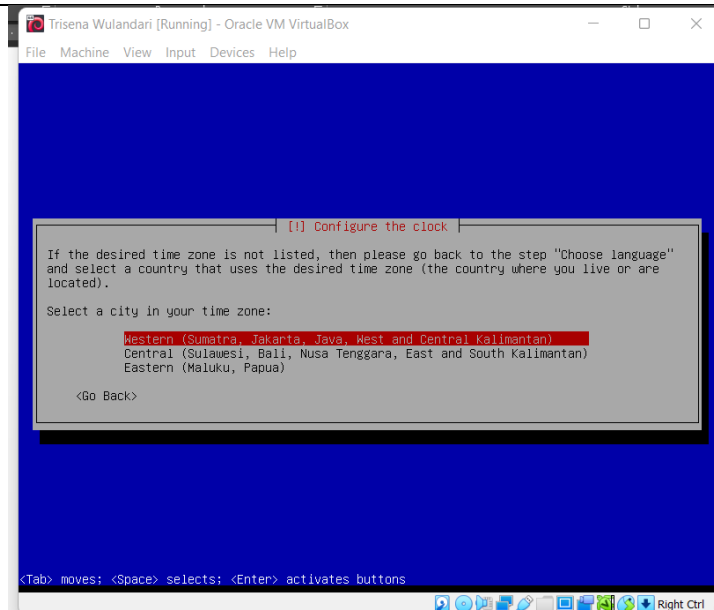 Trisena Wulandari [Running] - Oracle VM VirtualBox
File Machine View Input Devices Help
[!] Configure the clock
If the desired time zone is not listed, then please go back to the step "Choose language"
and select a country that uses the desired time zone (the country where you live or are
located).
Select a city in your time zone:
Western (Sumatra, Jakarta, Java, West and Central Kalimantan)
Central (Sulawesi, Bali, Nusa Tenggara, East and South Kalimantan)
Eastern (Maluku, Papua)
<Go Back>
<Tab> moves; <Space> selects; <Enter> activates buttons
Right Ctrl